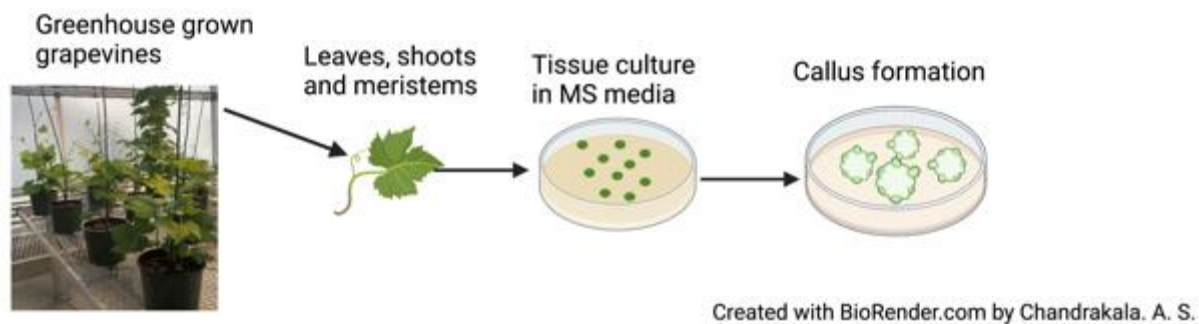 Greenhouse grown
grapevines
Leaves, shoots
and meristems
Tissue culture
in MS media
Callus formation
Created with BioRender.com by Chandrakala. A. S.